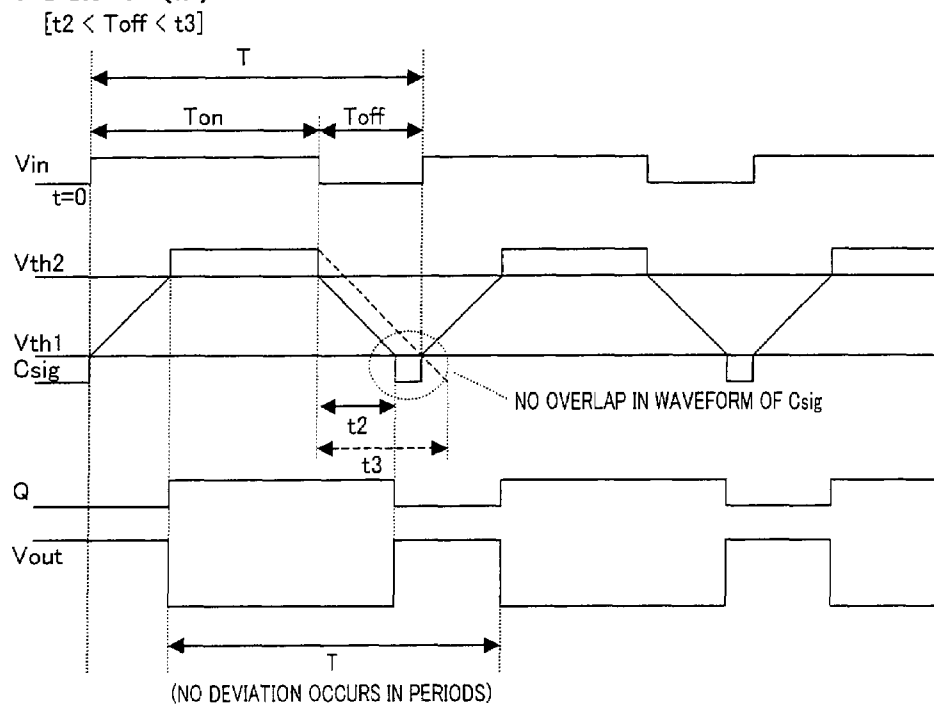 [t2 < Toff < t3]
T
Ton
Toff
Vin
t=0
Vth2
Vth1
Csig
NO OVERLAP IN WAVEFORM OF Csig
t2
t3
Q
Vout
T
(NO DEVIATION OCCURS IN PERIODS)